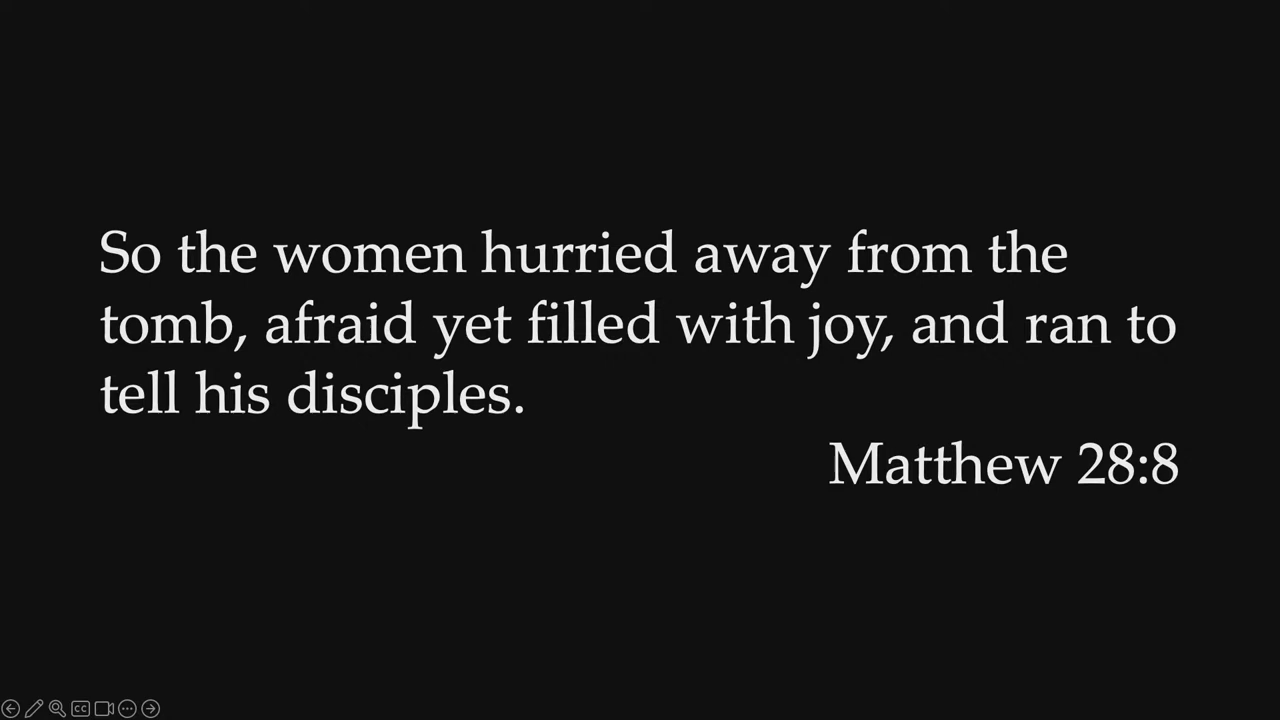 So the women hurried away from the
tomb, afraid yet filled with joy, and ran to
tell his disciples.
Matthew 28:8
CC